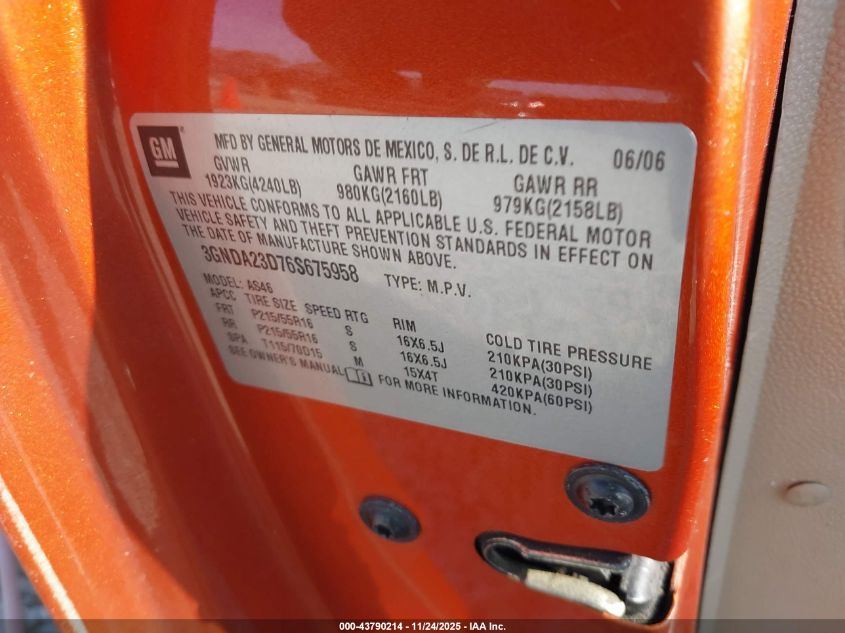 GM
MFD BY GENERAL MOTORS DE MEXICO, S. DE R.L. DE C.V. 06/06
GVWR GAWR FRT GAWR RR
1923KG(4240LB) 980KG(2160LB) 979KG(2158LB)
THIS VEHICLE CONFORMS TO ALL APPLICABLE U.S. FEDERAL MOTOR
VEHICLE SAFETY AND THEFT PREVENTION STANDARDS IN EFFECT ON
THE DATE OF MANUFACTURE SHOWN ABOVE.
3GNDA23D76S675958 TYPE: M.P.V.
MODEL: AS46
APCC TIRE SIZE SPEED RTG RIM COLD TIRE PRESSURE
FRT P215/55R16 S 16X6.5J 210KPA(30PSI)
RR P215/55R16 S 16X6.5J 210KPA(30PSI)
SPA T115/70D15 M 15X4T 420KPA(60PSI)
SEE OWNER'S MANUAL FOR MORE INFORMATION.
000-43790214 - 11/24/2025 - IAA Inc.